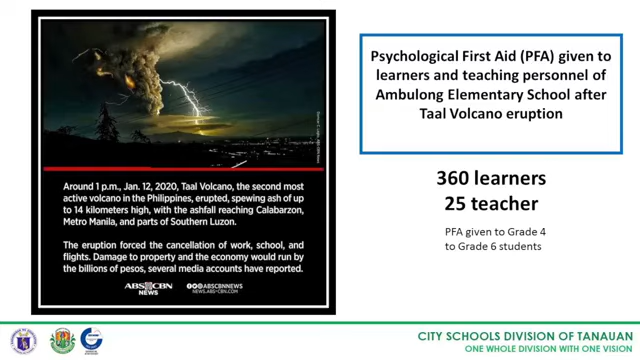 Around 1 p.m., Jan. 12, 2020, Taal Volcano, the second most
active volcano in the Philippines, erupted, spewing ash of up
to 14 kilometers high, with the ashfall reaching Calabarzon,
Metro Manila, and parts of Southern Luzon.
The eruption forced the cancellation of work, school, and
flights. Damage to property and the economy would run by
the billions of pesos, several media accounts have reported.
ABS-CBN
NEWS
ABSCBNNEWS
NEWS.ABS-CBN.COM
Psychological First Aid (PFA) given to
learners and teaching personnel of
Ambulong Elementary School after
Taal Volcano eruption
360 learners
25 teacher
PFA given to Grade 4
to Grade 6 students
CITY SCHOOLS DIVISION OF TANAUAN
ONE WHOLE DIVISION WITH ONE VISION